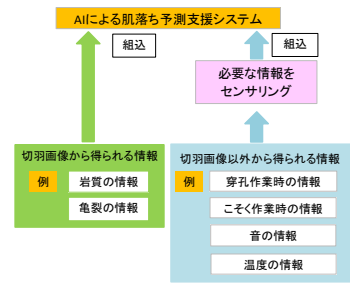 AIによる肌落ち予測支援システム
組込
組込
必要な情報を
センサリング
切羽画像から得られる情報
例
岩質の情報
亀裂の情報
切羽画像以外から得られる情報
例
穿孔作業時の情報
こそく作業時の情報
音の情報
温度の情報